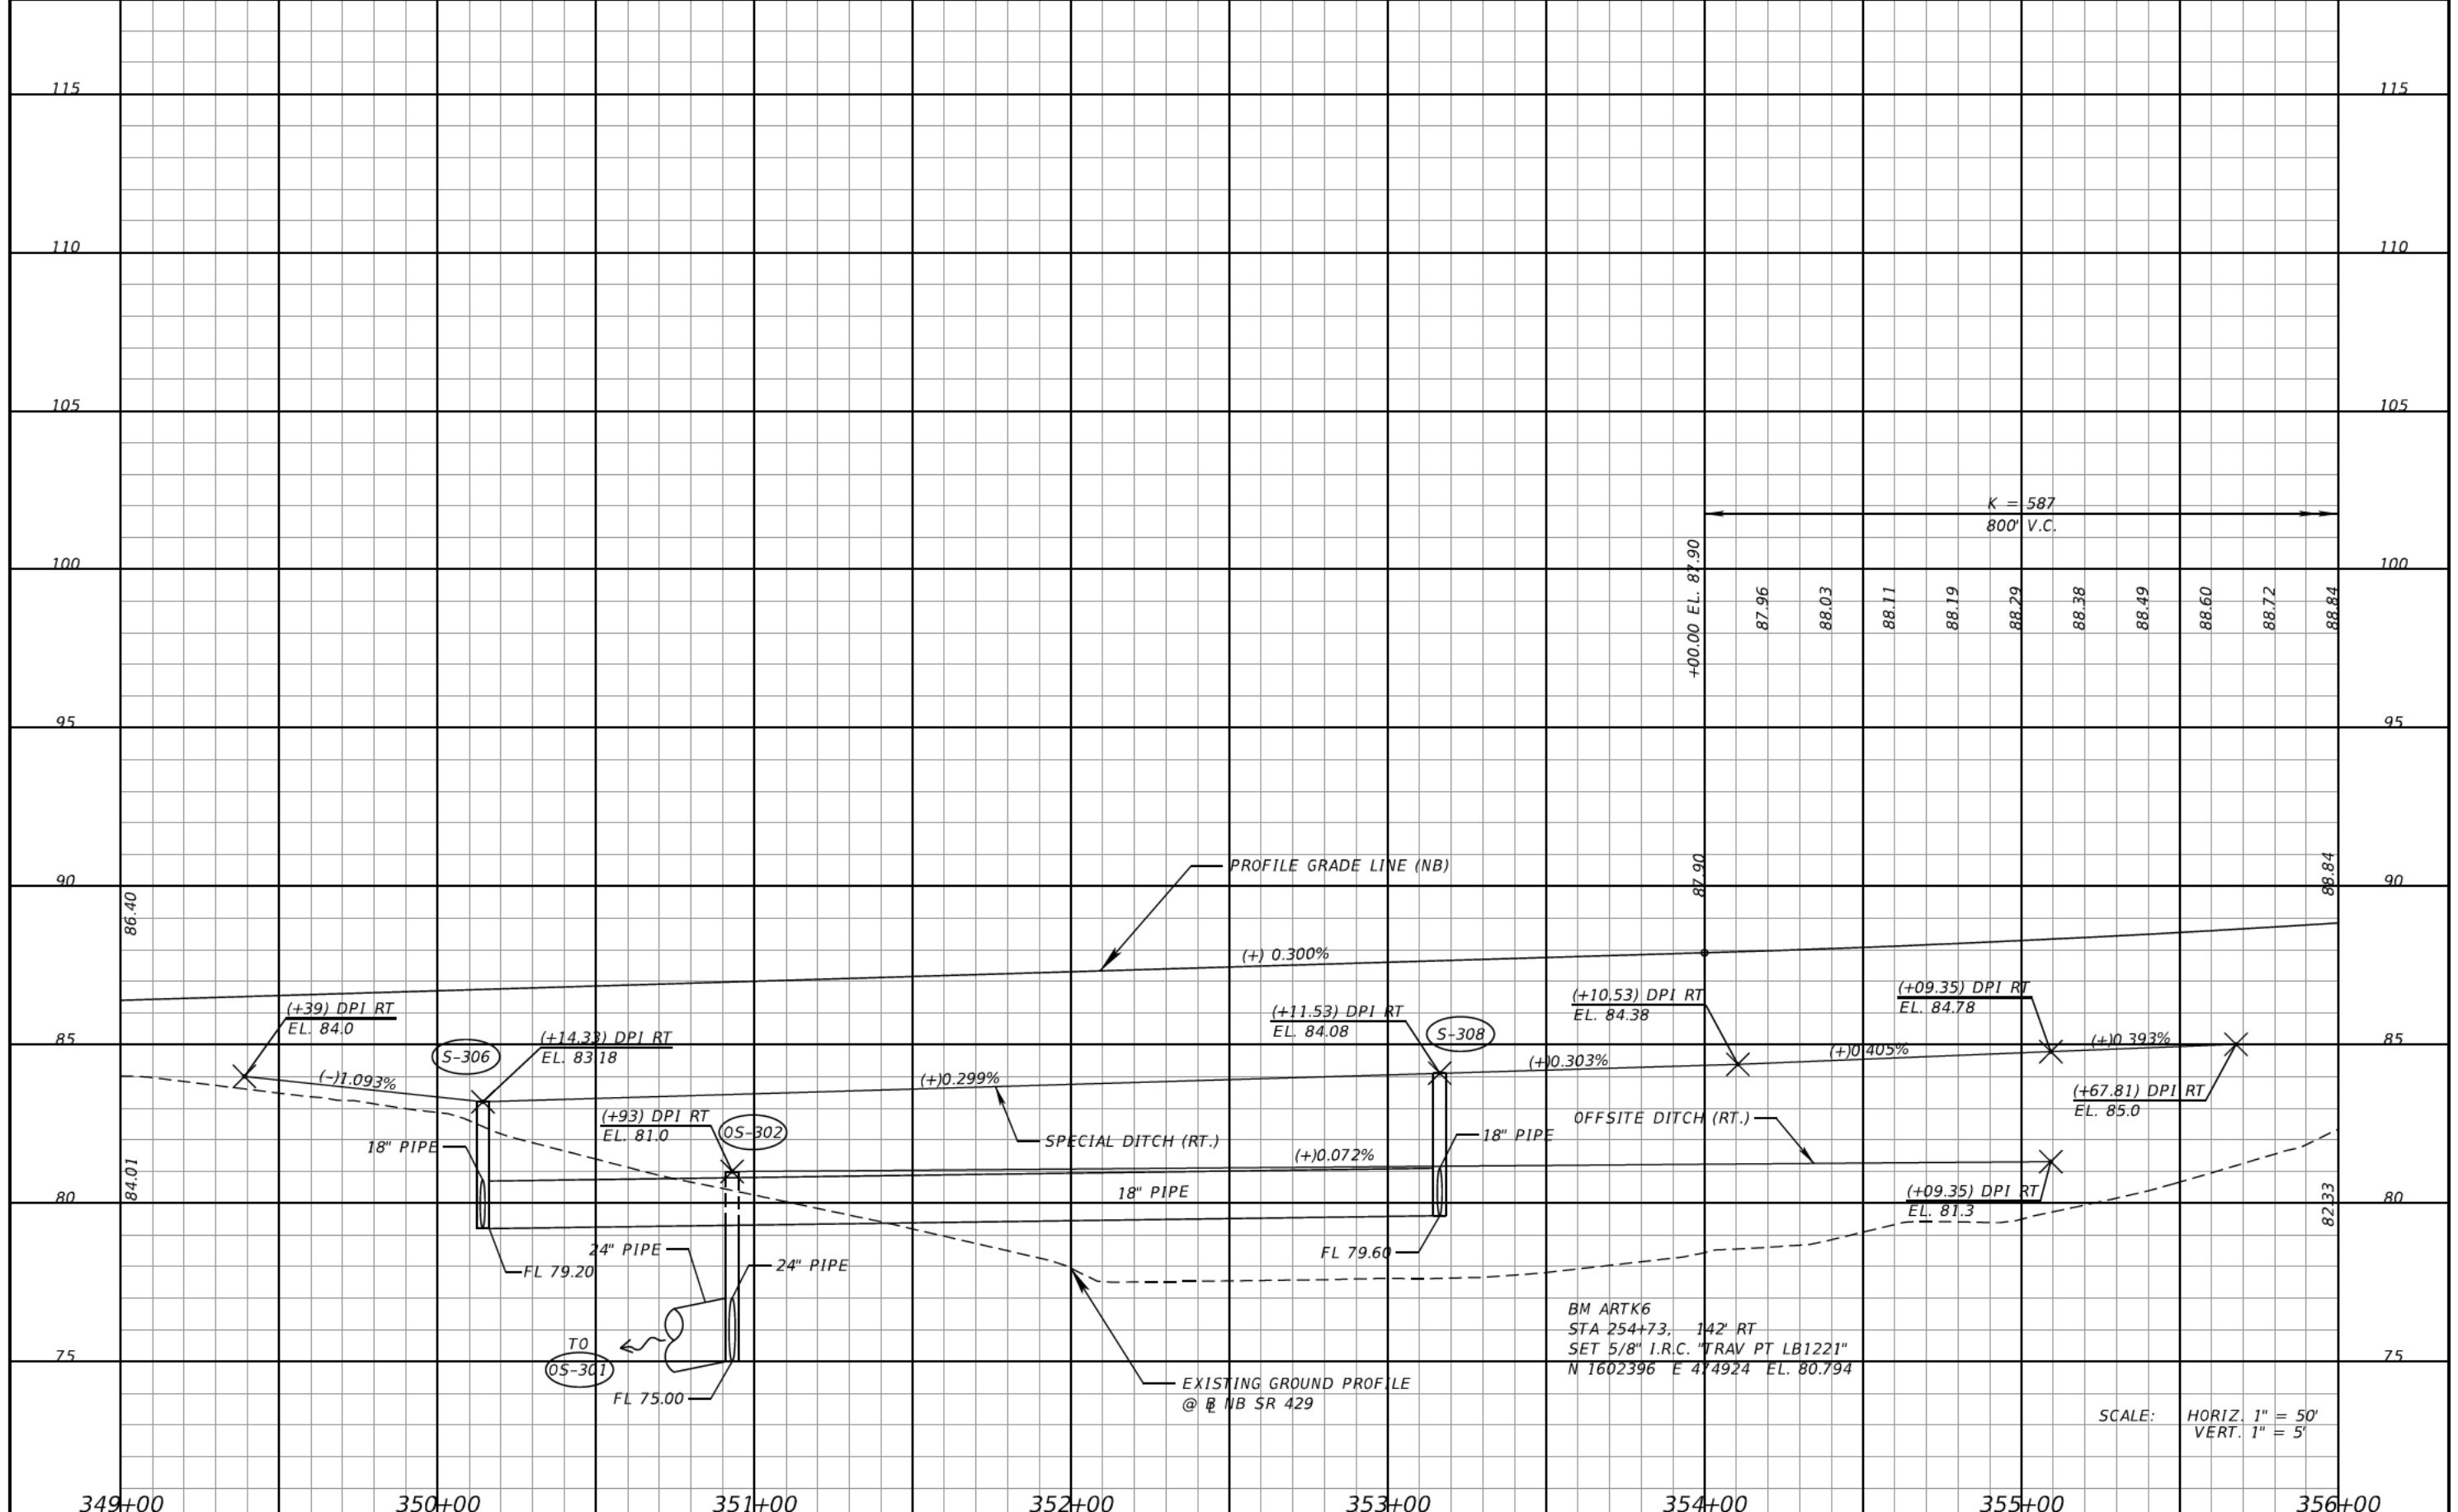 115
115
110
110
105
105
K = 587
800' V.C.
100
100
+00.00 EL. 87.90
87.96
88.03
88.11
88.19
88.29
88.38
88.49
88.60
88.72
88.84
95
95
PROFILE GRADE LINE (NB)
90
90
86.40
87.90
88.84
(+) 0.300%
(+39) DPI RT
EL. 84.0
(+14.33) DPI RT
EL. 83.18
S-306
(+11.53) DPI RT
EL. 84.08
S-308
(+10.53) DPI RT
EL. 84.38
(+09.35) DPI RT
EL. 84.78
85
85
(-)1.093%
(+)0.299%
(+)0.303%
(+)0.405%
(+)0.393%
(+67.81) DPI RT
EL. 85.0
(+93) DPI RT
EL. 81.0
OS-302
OFFSITE DITCH (RT.)
18" PIPE
SPECIAL DITCH (RT.)
18" PIPE
(+)0.072%
84.01
80
18" PIPE
(+09.35) DPI RT
EL. 81.3
82.33
80
24" PIPE
FL 79.20
24" PIPE
FL 79.60
TO
OS-301
FL 75.00
75
75
BM ARTK6
STA 254+73, 142' RT
SET 5/8" I.R.C. "TRAV PT LB1221"
N 1602396 E 474924 EL. 80.794
EXISTING GROUND PROFILE
@ BL NB SR 429
SCALE: HORIZ. 1" = 50'
VERT. 1" = 5'
349+00
350+00
351+00
352+00
353+00
354+00
355+00
356+00